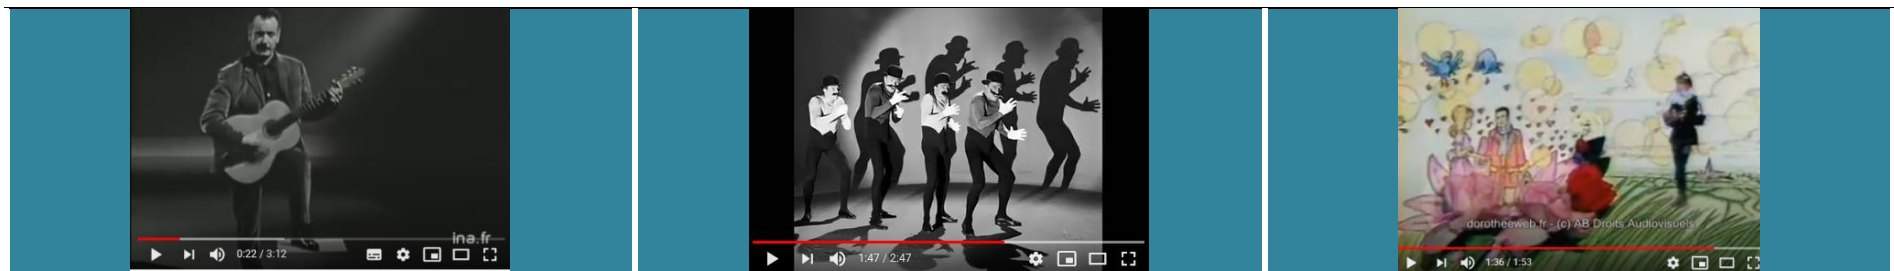 ina.fr
0:22 / 3:12
1:47 / 2:47
dorotheeweb.fr - (c) AB Droits Audiovisuels
1:36 / 1:53